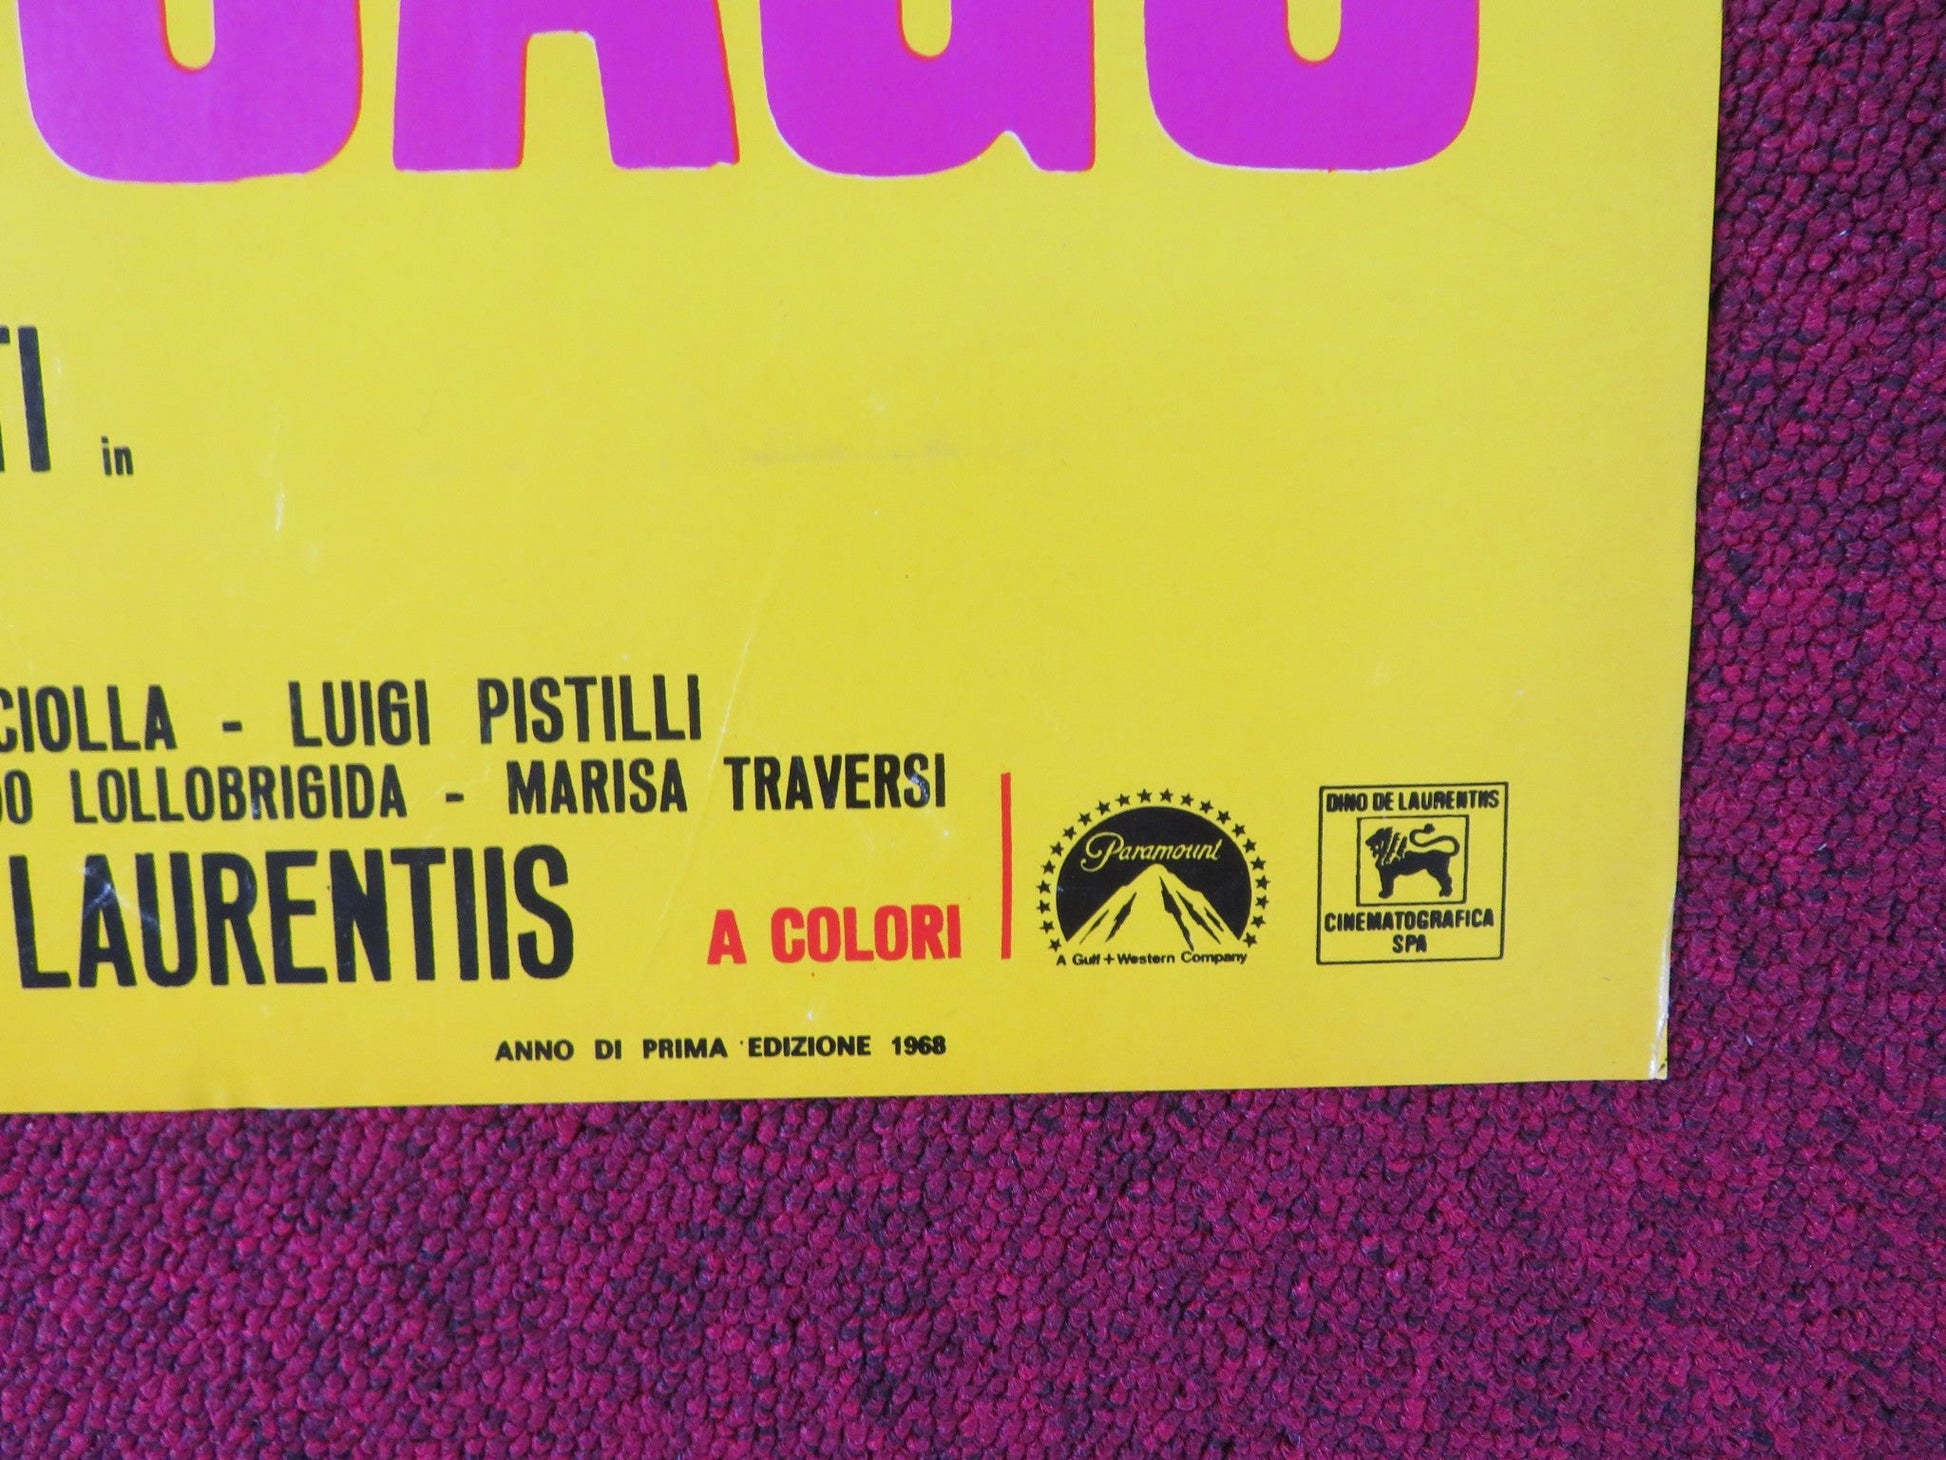 TI in
CIOLLA - LUIGI PISTILLI
DO LOLLOBRIGIDA - MARISA TRAVERSI
LAURENTIIS
A COLORI
Paramount
A Gulf + Western Company
DINO DE LAURENTIIS
CINEMATOGRAFICA
SPA
ANNO DI PRIMA EDIZIONE 1968